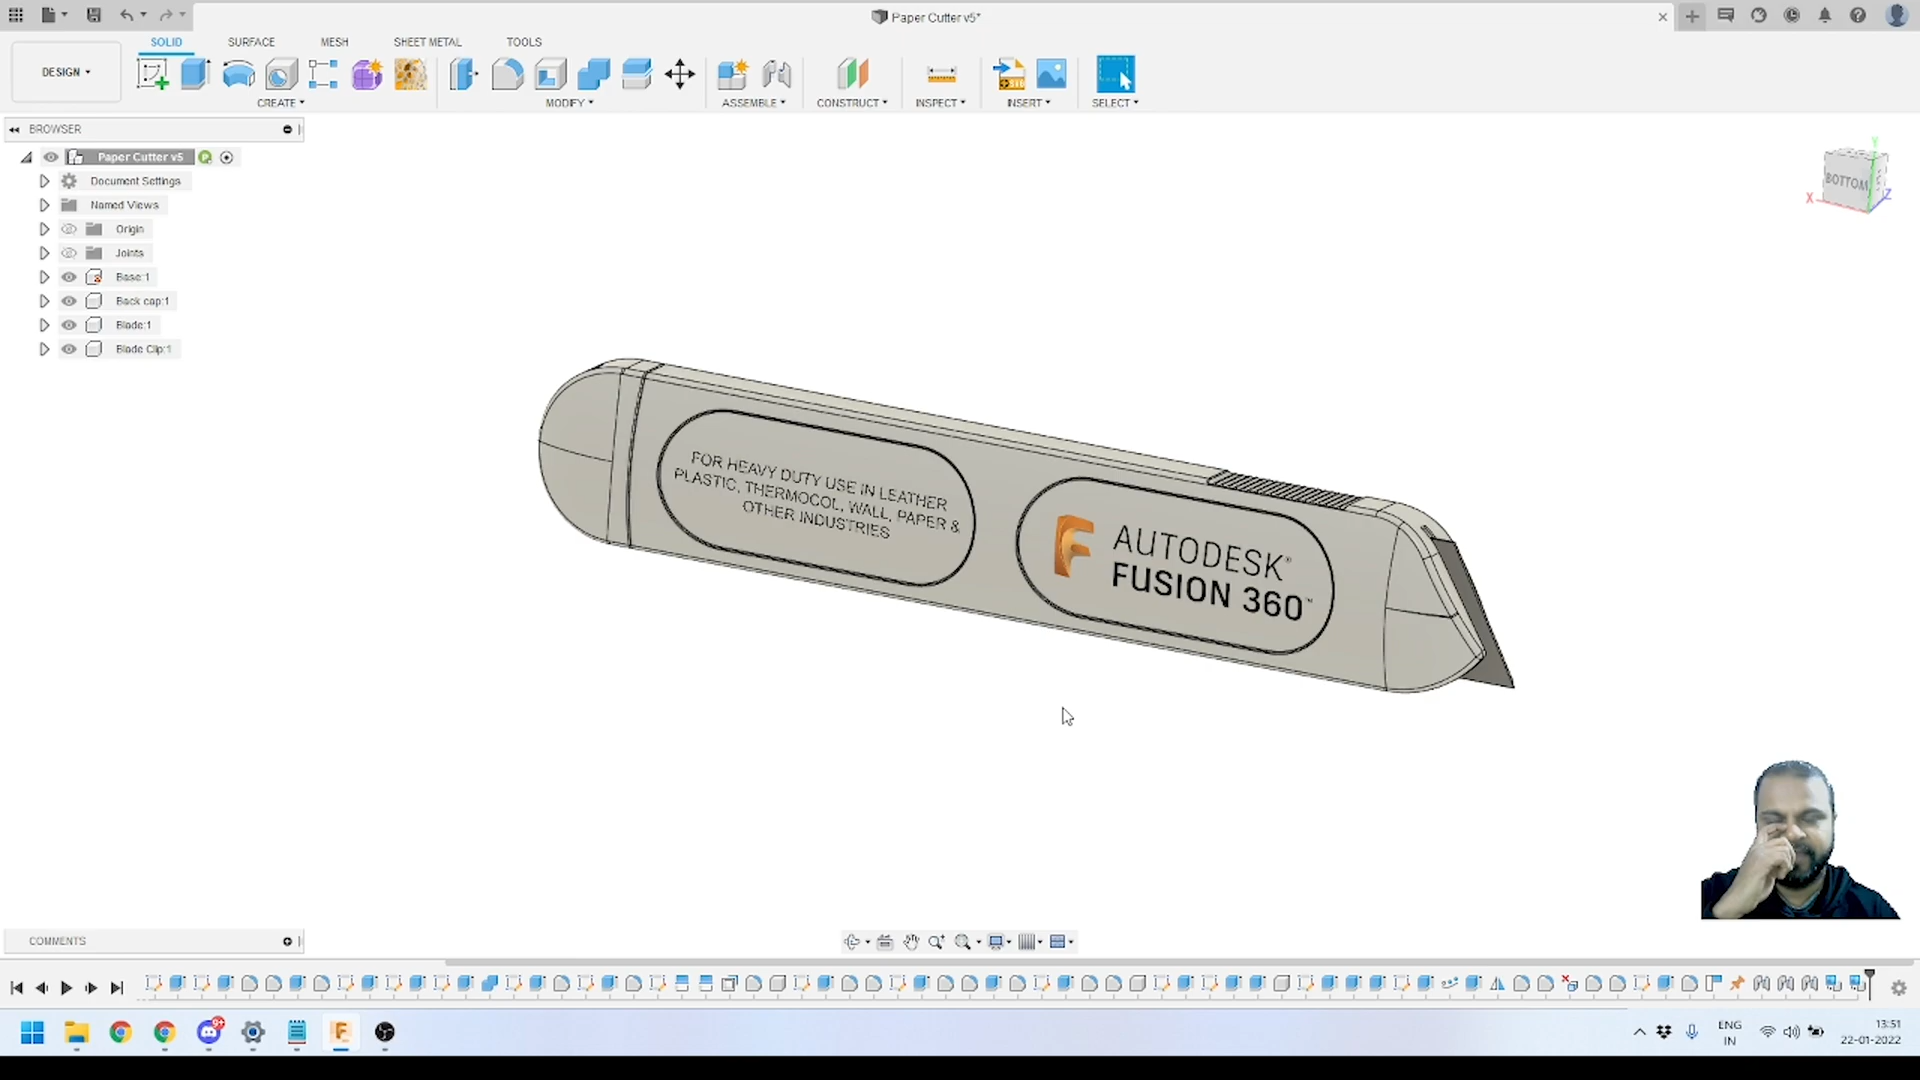 Paper Cutter v5*
SOLID SURFACE MESH SHEET METAL TOOLS
DESIGN
CREATE MODIFY ASSEMBLE CONSTRUCT INSPECT INSERT SELECT
BROWSER
Paper Cutter v5
Document Settings
Named Views
Origin
Joints
Base:1
Back cap:1
Blade:1
Blade Clip:1
Y
BOTTOM
X
Z
FOR HEAVY DUTY USE IN LEATHER
PLASTIC, THERMOCOL, WALL, PAPER &
OTHER INDUSTRIES
AUTODESK®
FUSION 360™
COMMENTS
9+
ENG
IN
13:51
22-01-2022